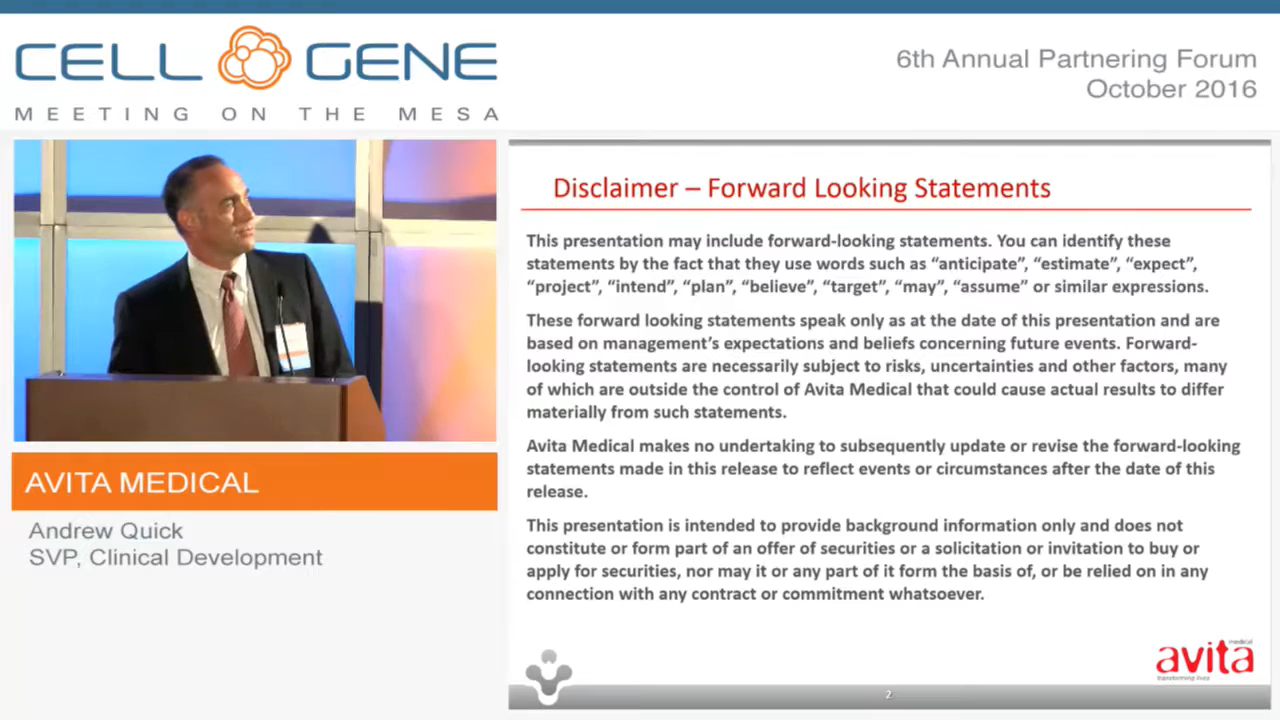 CELL GENE
MEETING ON THE MESA
6th Annual Partnering Forum
October 2016
AVITA MEDICAL
Andrew Quick
SVP, Clinical Development
Disclaimer – Forward Looking Statements
This presentation may include forward-looking statements. You can identify these
statements by the fact that they use words such as “anticipate”, “estimate”, “expect”,
“project”, “intend”, “plan”, “believe”, “target”, “may”, “assume” or similar expressions.
These forward looking statements speak only as at the date of this presentation and are
based on management’s expectations and beliefs concerning future events. Forward-
looking statements are necessarily subject to risks, uncertainties and other factors, many
of which are outside the control of Avita Medical that could cause actual results to differ
materially from such statements.
Avita Medical makes no undertaking to subsequently update or revise the forward-looking
statements made in this release to reflect events or circumstances after the date of this
release.
This presentation is intended to provide background information only and does not
constitute or form part of an offer of securities or a solicitation or invitation to buy or
apply for securities, nor may it or any part of it form the basis of, or be relied on in any
connection with any contract or commitment whatsoever.
medical
avita
transforming lives
2